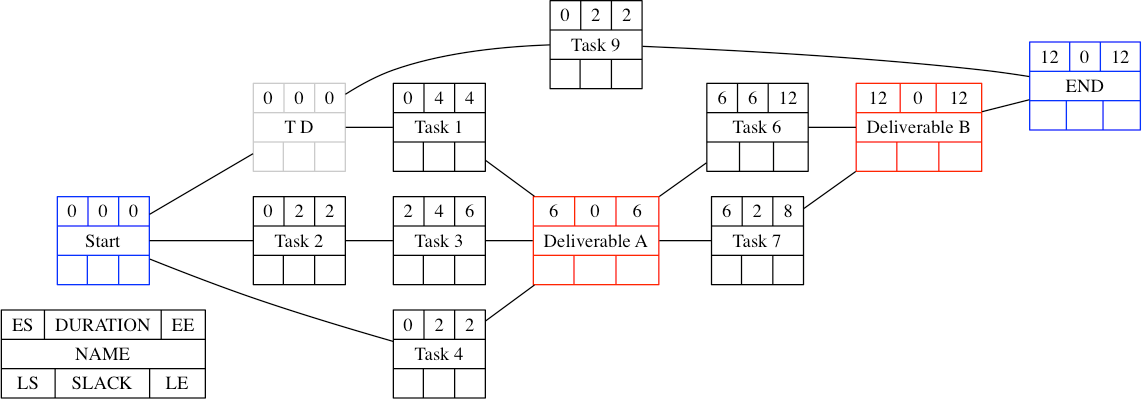 0 2 2
Task 9
12 0 12
END
0 0 0
T D
0 4 4
Task 1
6 6 12
Task 6
12 0 12
Deliverable B
0 0 0
Start
0 2 2
Task 2
2 4 6
Task 3
6 0 6
Deliverable A
6 2 8
Task 7
ES DURATION EE
NAME
LS SLACK LE
0 2 2
Task 4